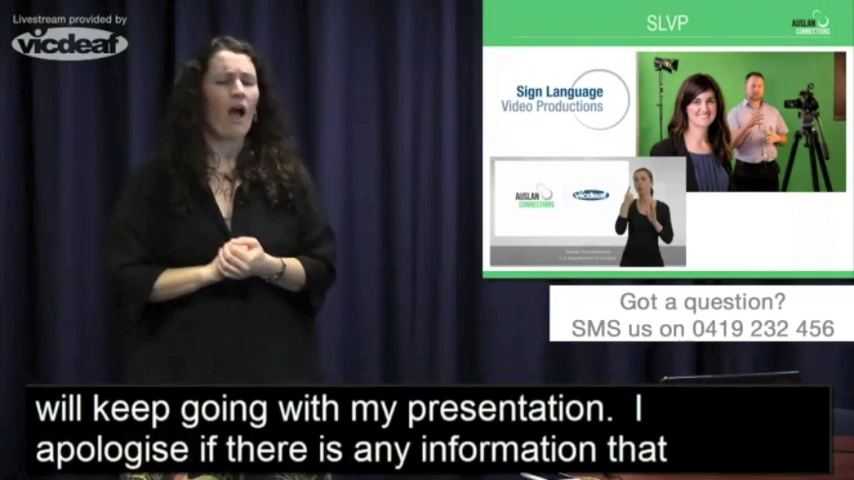 Livestream provided by
vicdeaf
SLVP
AUSLAN
CONNECTIONS
Sign Language
Video Productions
AUSLAN
CONNECTIONS
vicdeaf
Got a question?
SMS us on 0419 232 456
will keep going with my presentation.  I
apologise if there is any information that